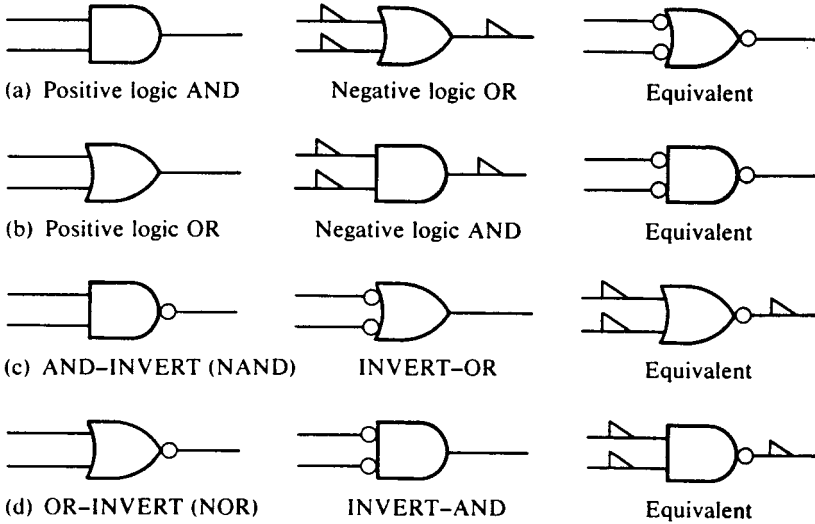 (a) Positive logic AND Negative logic OR Equivalent
(b) Positive logic OR Negative logic AND Equivalent
(c) AND–INVERT (NAND) INVERT–OR Equivalent
(d) OR–INVERT (NOR) INVERT–AND Equivalent